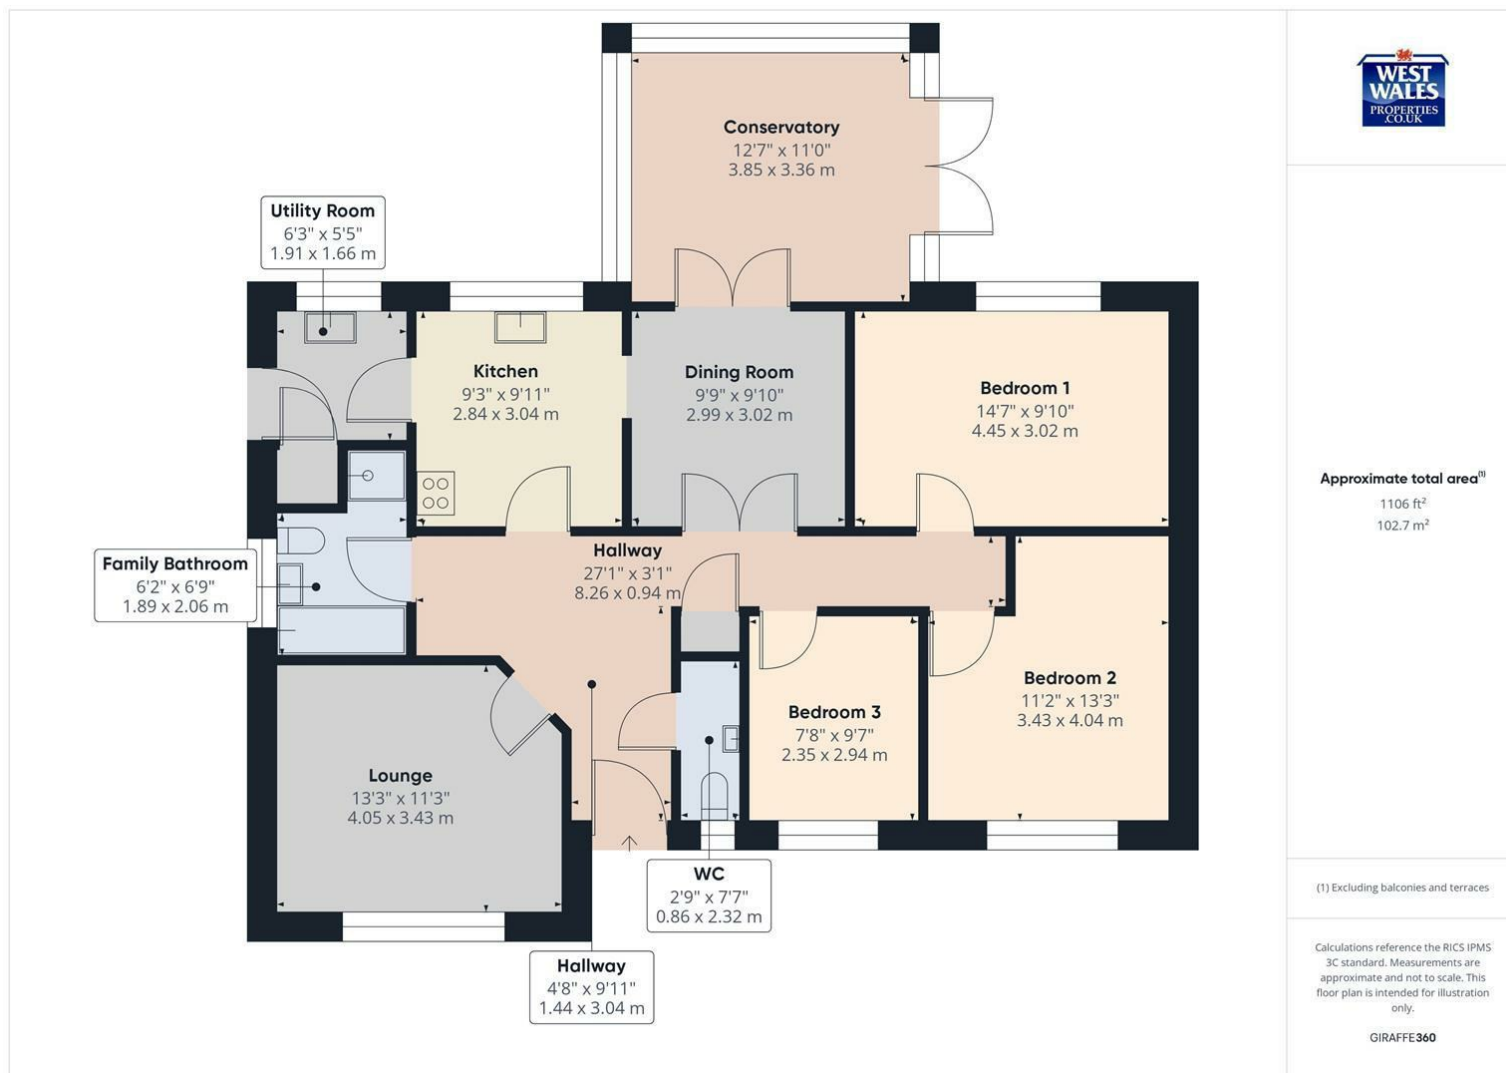 Conservatory
12'7" x 11'0"
3.85 x 3.36 m
Utility Room
6'3" x 5'5"
1.91 x 1.66 m
Kitchen
9'3" x 9'11"
2.84 x 3.04 m
Dining Room
9'9" x 9'10"
2.99 x 3.02 m
Bedroom 1
14'7" x 9'10"
4.45 x 3.02 m
Family Bathroom
6'2" x 6'9"
1.89 x 2.06 m
Hallway
27'1" x 3'1"
8.26 x 0.94 m
Bedroom 2
11'2" x 13'3"
3.43 x 4.04 m
Bedroom 3
7'8" x 9'7"
2.35 x 2.94 m
Lounge
13'3" x 11'3"
4.05 x 3.43 m
WC
2'9" x 7'7"
0.86 x 2.32 m
Hallway
4'8" x 9'11"
1.44 x 3.04 m
WEST
WALES
PROPERTIES
.CO.UK
Approximate total area(1)
1106 ft²
102.7 m²
(1) Excluding balconies and terraces
Calculations reference the RICS IPMS
3C standard. Measurements are
approximate and not to scale. This
floor plan is intended for illustration
only.
GIRAFFE360